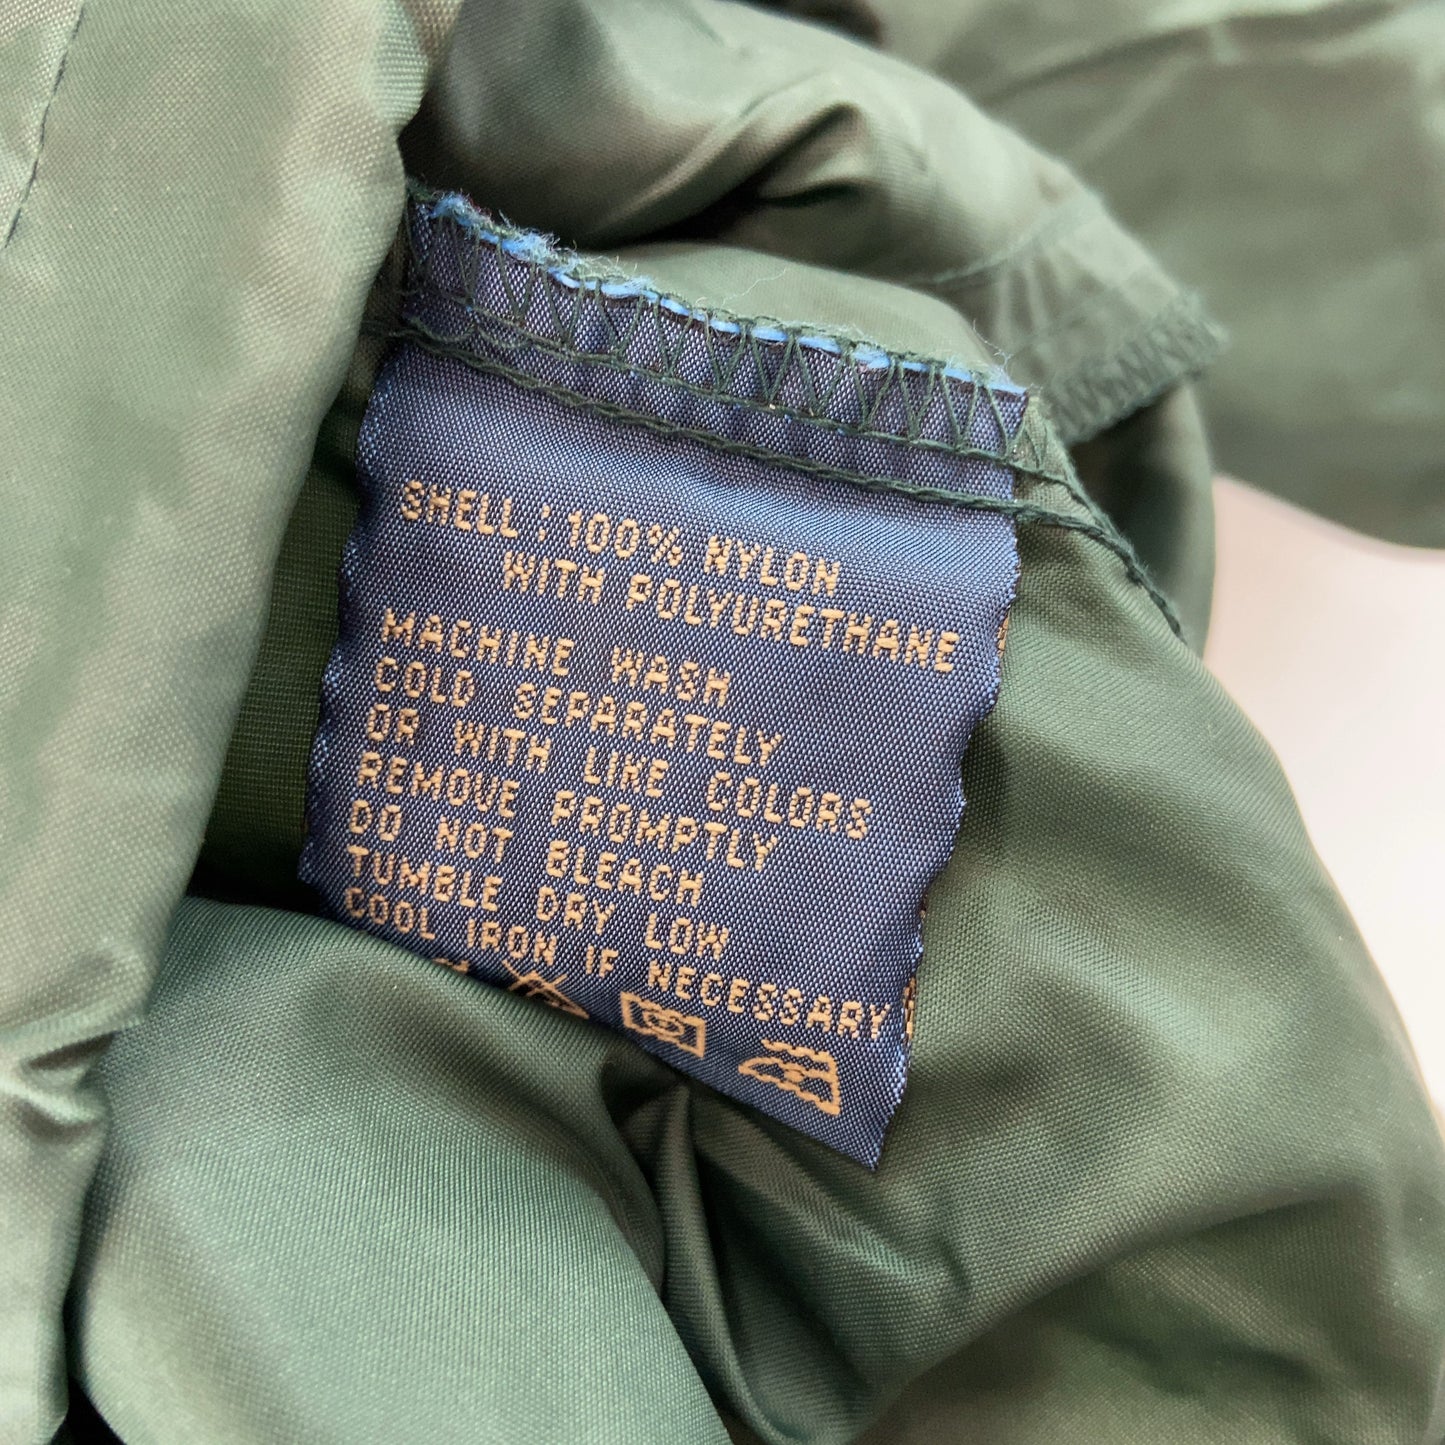 SHELL : 100% NYLON
WITH POLYURETHANE
MACHINE WASH
COLD SEPARATELY
OR WITH LIKE COLORS
REMOVE PROMPTLY
DO NOT BLEACH
TUMBLE DRY LOW
COOL IRON IF NECESSARY